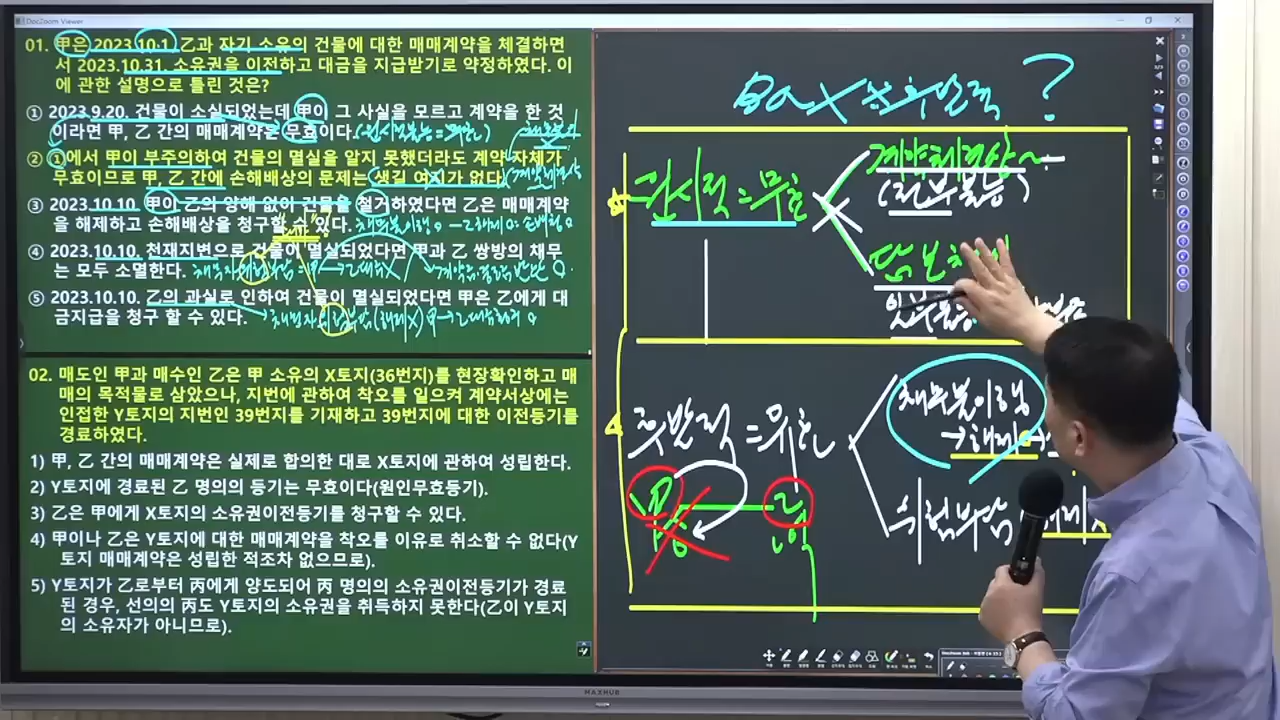 DocZoom Viewer
01. 甲은 2023.10.1. 乙과 자기 소유의 건물에 대한 매매계약을 체결하면
서 2023.10.31. 소유권을 이전하고 대금을 지급받기로 약정하였다. 이
에 관한 설명으로 틀린 것은?
① 2023.9.20. 건물이 소실되었는데 甲이 그 사실을 모르고 계약을 한 것
이라면 甲, 乙 간의 매매계약은 무효이다.
② ①에서 甲이 부주의하여 건물의 멸실을 알지 못했더라도 계약 자체가
무효이므로 甲, 乙 간에 손해배상의 문제는 생길 여지가 없다.
③ 2023.10.10. 甲이 乙의 양해 없이 건물을 철거하였다면 乙은 매매계약
을 해제하고 손해배상을 청구할 수 있다.
④ 2023.10.10. 천재지변으로 건물이 멸실되었다면 甲과 乙 쌍방의 채무
는 모두 소멸한다.
⑤ 2023.10.10. 乙의 과실로 인하여 건물이 멸실되었다면 甲은 乙에게 대
금지급을 청구 할 수 있다.
02. 매도인 甲과 매수인 乙은 甲 소유의 X토지(36번지)를 현장확인하고 매
매의 목적물로 삼았으나, 지번에 관하여 착오를 일으켜 계약서상에는
인접한 Y토지의 지번인 39번지를 기재하고 39번지에 대한 이전등기를
경료하였다.
1) 甲, 乙 간의 매매계약은 실제로 합의한 대로 X토지에 관하여 성립한다.
2) Y토지에 경료된 乙 명의의 등기는 무효이다(원인무효등기).
3) 乙은 甲에게 X토지의 소유권이전등기를 청구할 수 있다.
4) 甲이나 乙은 Y토지에 대한 매매계약을 착오를 이유로 취소할 수 없다(Y
토지 매매계약은 성립한 적조차 없으므로).
5) Y토지가 乙로부터 丙에게 양도되어 丙 명의의 소유권이전등기가 경료
된 경우, 선의의 丙도 Y토지의 소유권을 취득하지 못한다(乙이 Y토지
의 소유자가 아니므로).
?
원시적=무효
계약체결상
(전부불능)
일부불능
후발적=유효
채무불이행
→해제
위험부담
MAXHUB